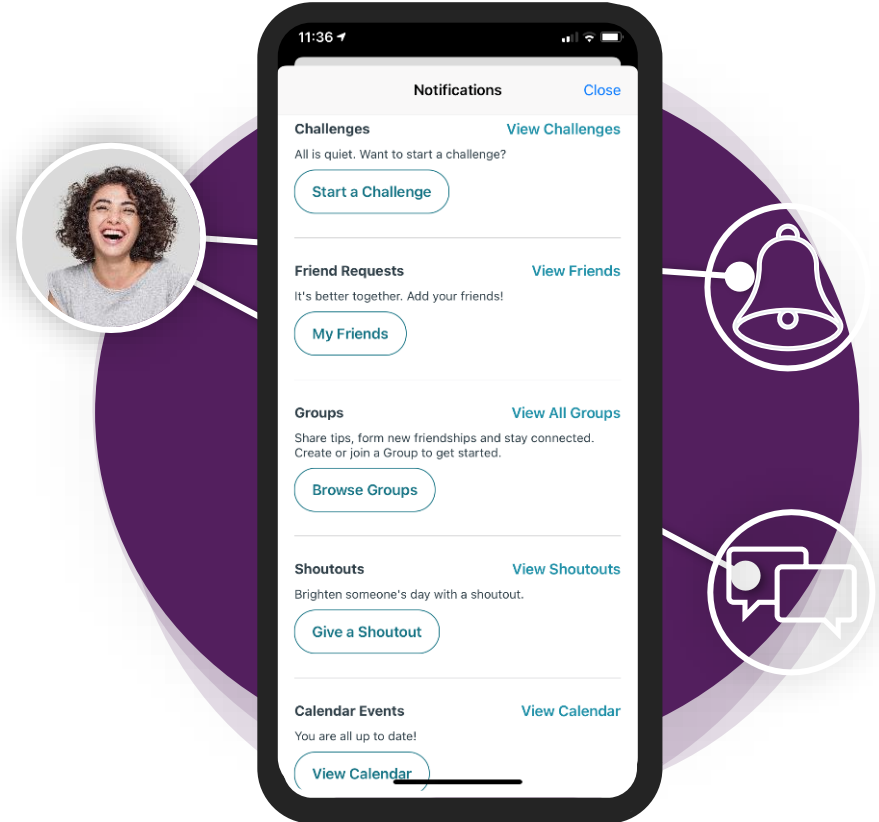 11:36
Notifications
Close
Challenges
View Challenges
All is quiet. Want to start a challenge?
Start a Challenge
Friend Requests
View Friends
It's better together. Add your friends!
My Friends
Groups
View All Groups
Share tips, form new friendships and stay connected.
Create or join a Group to get started.
Browse Groups
Shoutouts
View Shoutouts
Brighten someone's day with a shoutout.
Give a Shoutout
Calendar Events
View Calendar
You are all up to date!
View Calendar